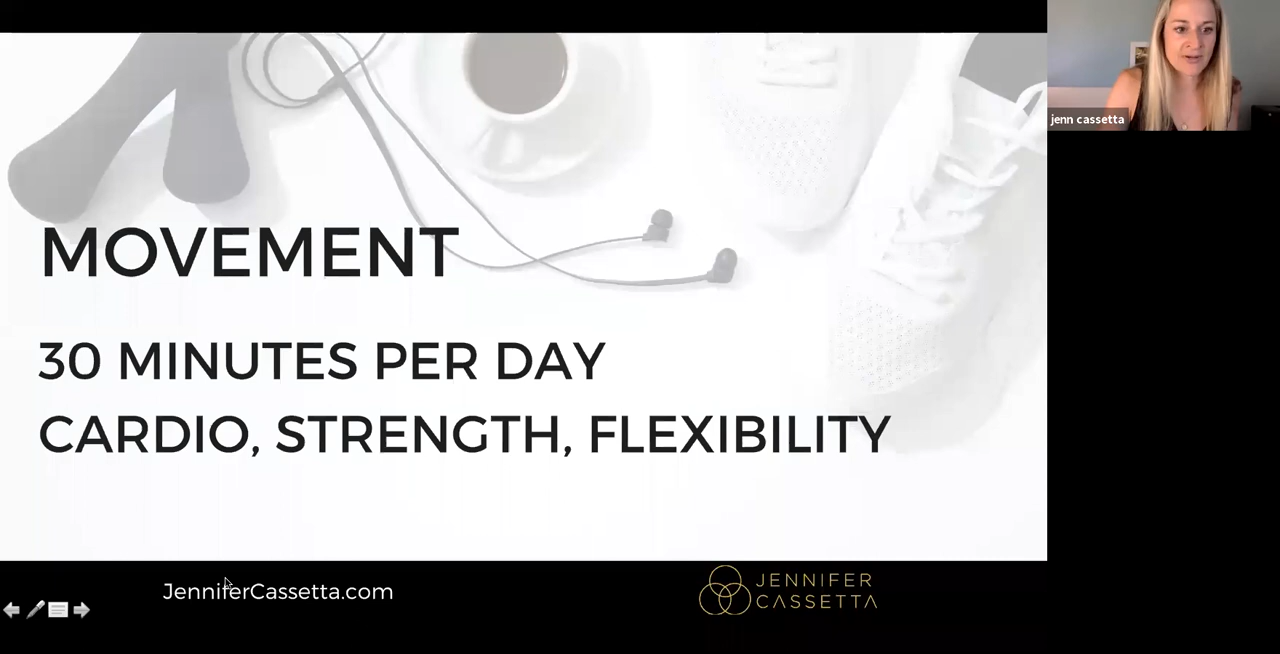 jenn cassetta
MOVEMENT
30 MINUTES PER DAY
CARDIO, STRENGTH, FLEXIBILITY
JenniferCassetta.com
JENNIFER
CASSETTA